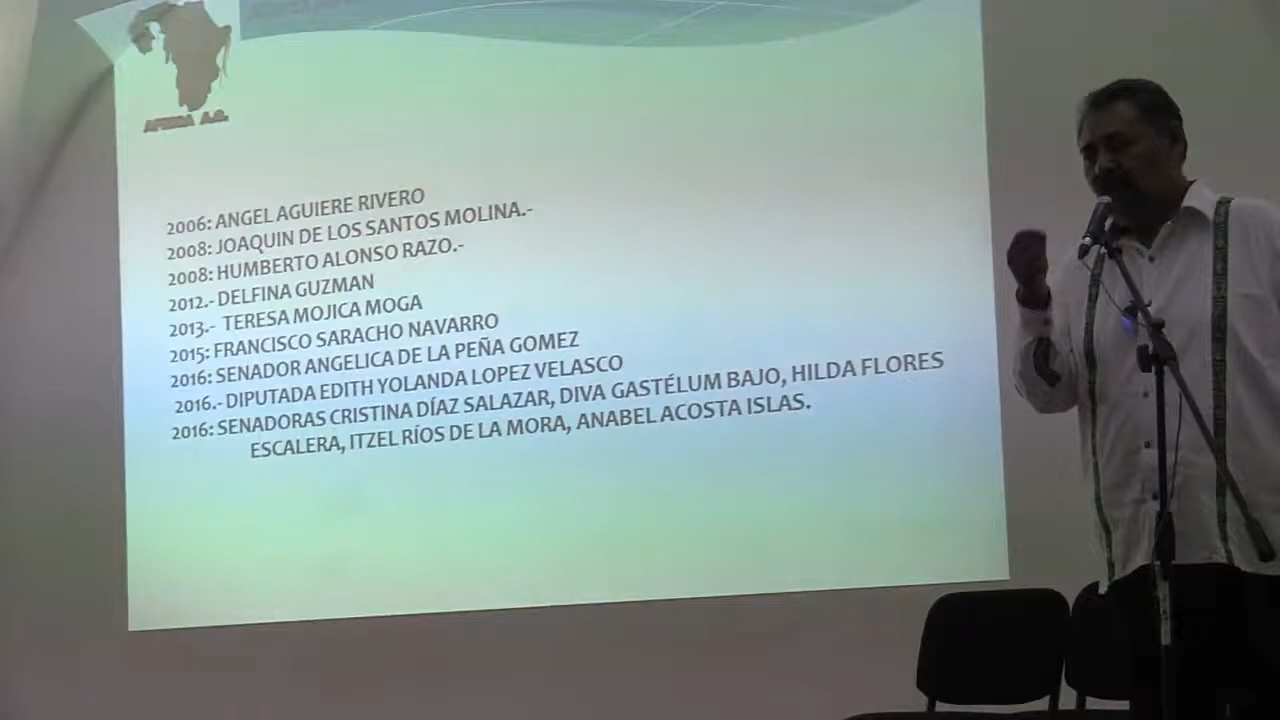 A.C.
2006: ANGEL AGUIERE RIVERO
2008: JOAQUIN DE LOS SANTOS MOLINA.-
2008: HUMBERTO ALONSO RAZO.-
2012.- DELFINA GUZMAN
2013.- TERESA MOJICA MOGA
2015: FRANCISCO SARACHO NAVARRO
2016: SENADOR ANGELICA DE LA PEÑA GOMEZ
2016.- DIPUTADA EDITH YOLANDA LOPEZ VELASCO
2016: SENADORAS CRISTINA DÍAZ SALAZAR, DIVA GASTÉLUM BAJO, HILDA FLORES
ESCALERA, ITZEL RÍOS DE LA MORA, ANABEL ACOSTA ISLAS.